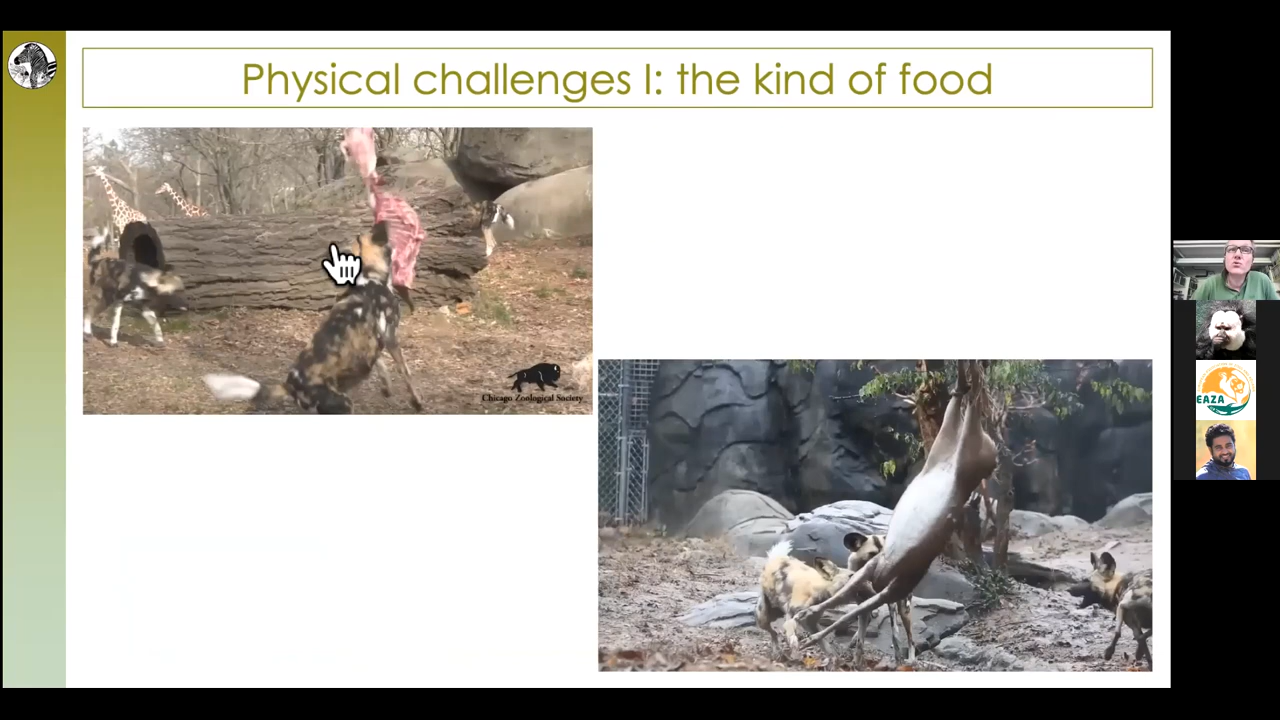 Physical challenges I: the kind of food
Chicago Zoological Society
EAZA